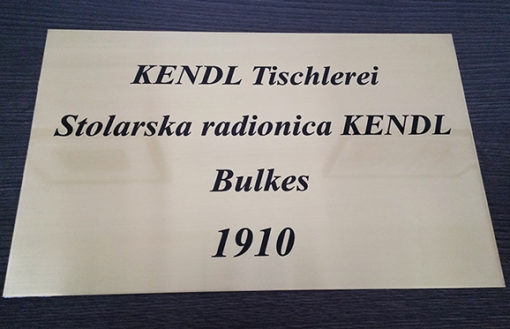 KENDL Tischlerei
Stolarska radionica KENDL
Bulkes
1910